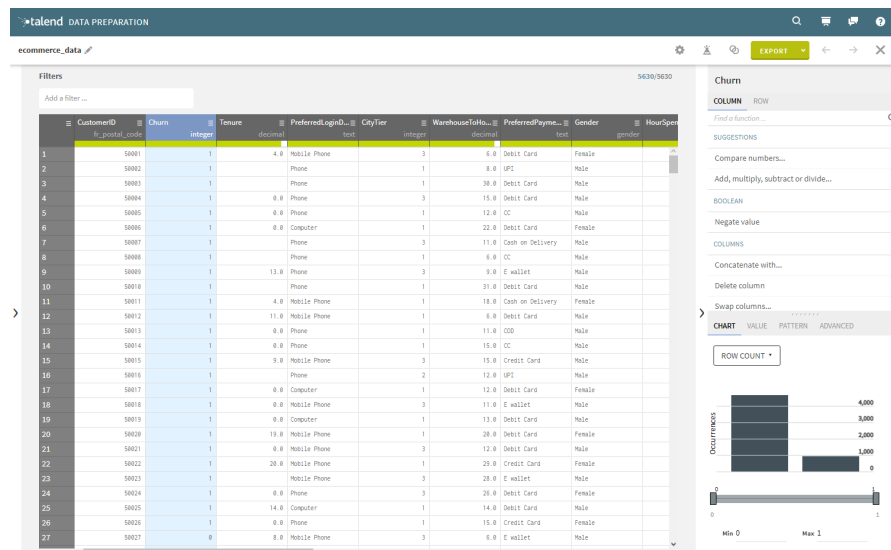 talend DATA PREPARATION
ecommerce_data
EXPORT
Filters 5630/5630
Add a filter ...
CustomerID Churn Tenure PreferredLoginD... CityTier WarehouseToHo... PreferredPayme... Gender HourSpen
fr_postal_code integer decimal text integer decimal text gender
1 50001 1 4.0 Mobile Phone 3 6.0 Debit Card Female
2 50002 1 Phone 1 8.0 UPI Male
3 50003 1 Phone 1 30.0 Debit Card Male
4 50004 1 0.0 Phone 3 15.0 Debit Card Male
5 50005 1 0.0 Phone 1 12.0 CC Male
6 50006 1 0.0 Computer 1 22.0 Debit Card Female
7 50007 1 Phone 3 11.0 Cash on Delivery Male
8 50008 1 Phone 1 6.0 CC Male
9 50009 1 13.0 Phone 3 9.0 E wallet Male
10 50010 1 Phone 1 31.0 Debit Card Male
11 50011 1 4.0 Mobile Phone 1 18.0 Cash on Delivery Female
12 50012 1 11.0 Mobile Phone 1 6.0 Debit Card Male
13 50013 1 0.0 Phone 1 11.0 COD Male
14 50014 1 0.0 Phone 1 15.0 CC Male
15 50015 1 9.0 Mobile Phone 3 15.0 Credit Card Male
16 50016 1 Phone 2 12.0 UPI Male
17 50017 1 0.0 Computer 1 12.0 Debit Card Female
18 50018 1 0.0 Mobile Phone 3 11.0 E wallet Male
19 50019 1 0.0 Computer 1 13.0 Debit Card Male
20 50020 1 19.0 Mobile Phone 1 20.0 Debit Card Female
21 50021 1 0.0 Mobile Phone 3 12.0 Debit Card Male
22 50022 1 20.0 Mobile Phone 1 29.0 Credit Card Female
23 50023 1 Mobile Phone 3 28.0 E wallet Male
24 50024 1 0.0 Phone 3 26.0 Debit Card Male
25 50025 1 14.0 Computer 1 14.0 Debit Card Male
26 50026 1 0.0 Phone 1 15.0 Credit Card Female
27 50027 0 8.0 Mobile Phone 3 6.0 E wallet Male
Churn
COLUMN ROW
Find a function...
SUGGESTIONS
Compare numbers...
Add, multiply, subtract or divide...
BOOLEAN
Negate value
COLUMNS
Concatenate with...
Delete column
Swap columns...
CHART VALUE PATTERN ADVANCED
ROW COUNT
Occurrences
4,000
3,000
2,000
1,000
0
0 1
0 1
Min 0 Max 1